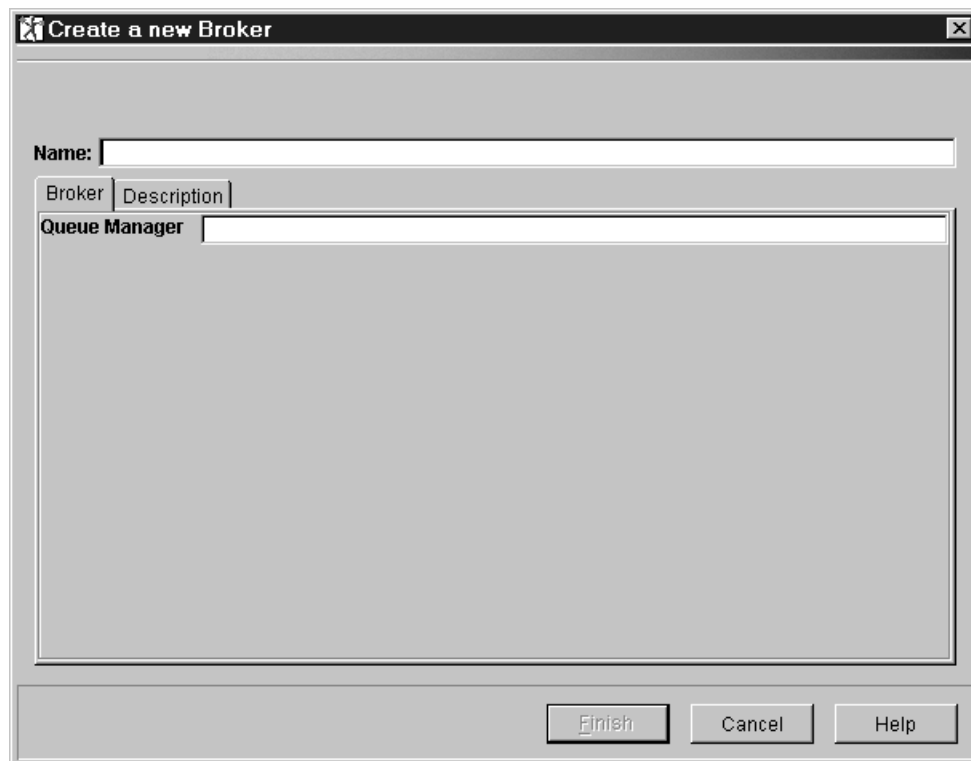 Create a new Broker
Name:
Broker Description
Queue Manager
Finish Cancel Help